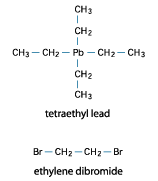 CH₃
CH₂
CH₃ — CH₂ — Pb — CH₂ — CH₃
CH₂
CH₃
tetraethyl lead
Br — CH₂ — CH₂ — Br
ethylene dibromide